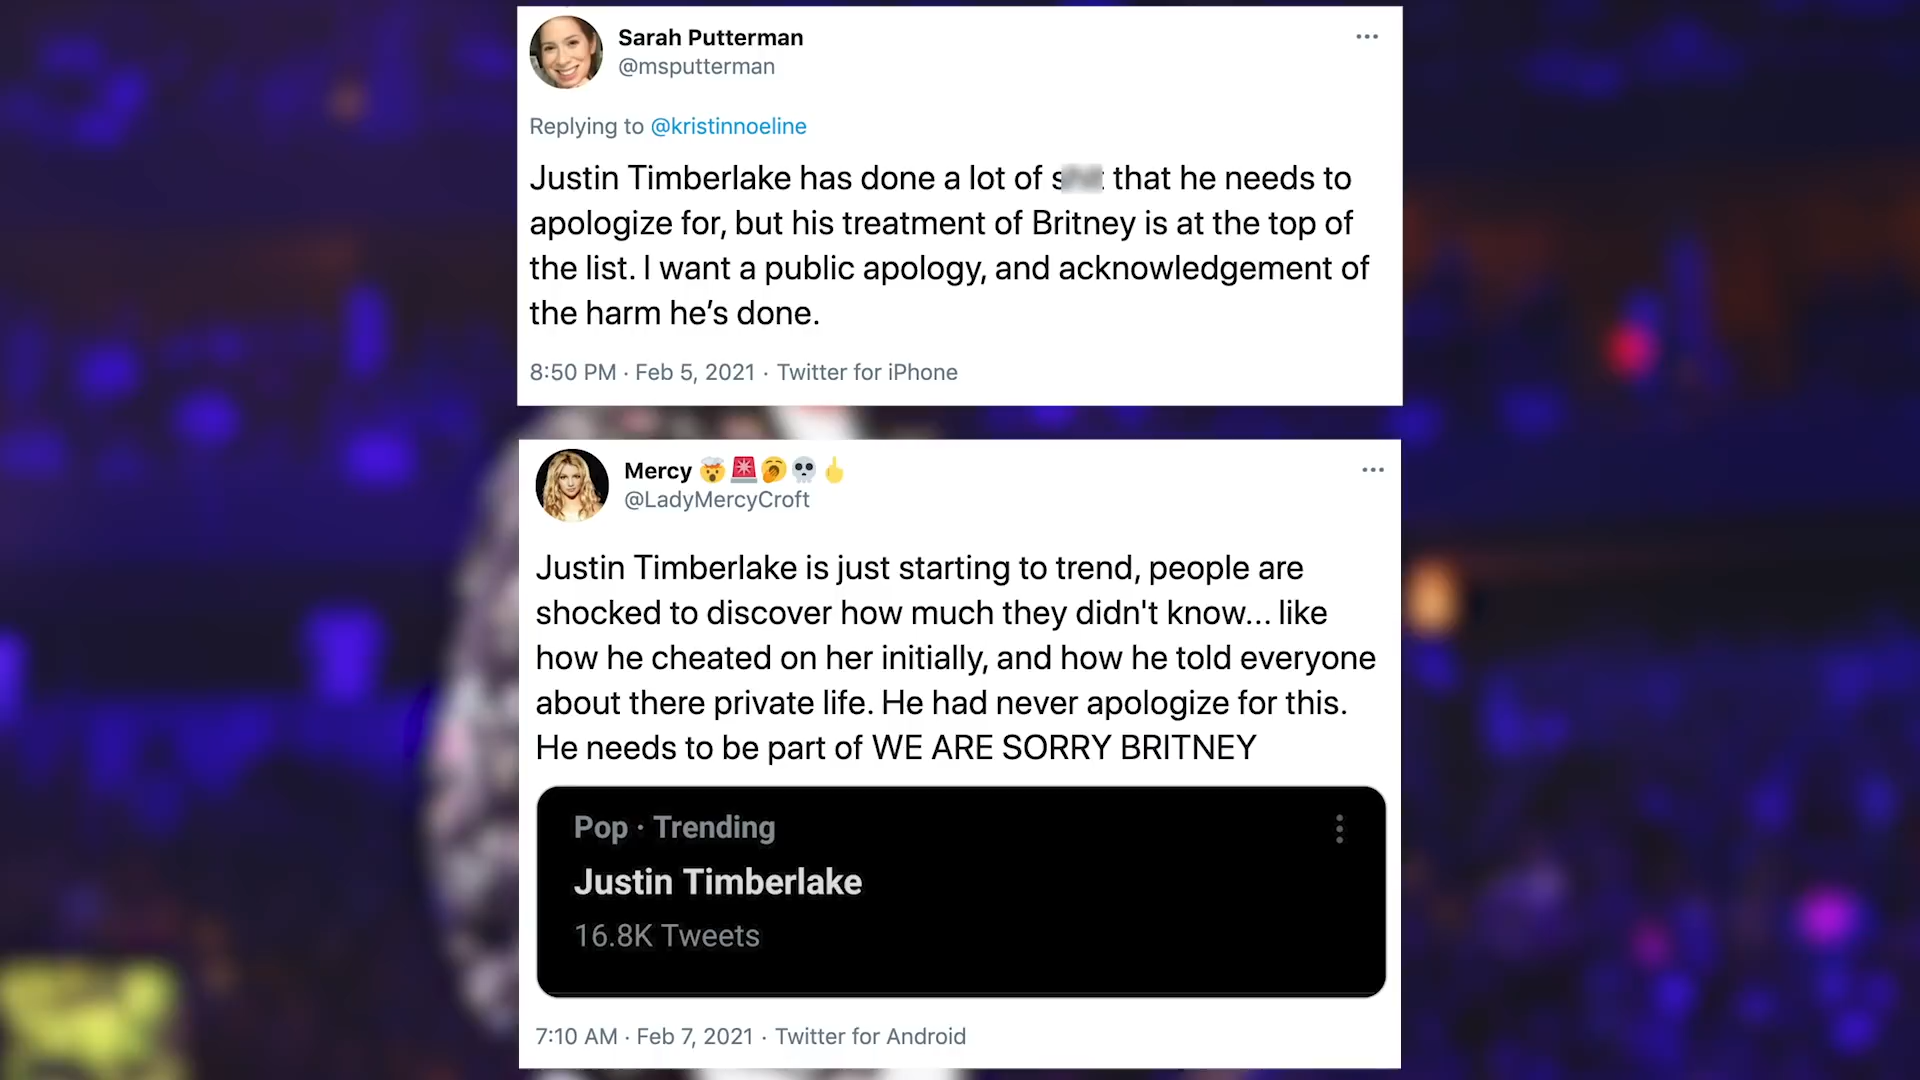 Sarah Putterman
@msputterman
Replying to @kristinnoeline
Justin Timberlake has done a lot of that he needs to
apologize for, but his treatment of Britney is at the top of
the list. I want a public apology, and acknowledgement of
the harm he’s done.
8:50 PM · Feb 5, 2021 · Twitter for iPhone
Mercy 🤯🚨🥱💀🖕
@LadyMercyCroft
Justin Timberlake is just starting to trend, people are
shocked to discover how much they didn't know... like
how he cheated on her initially, and how he told everyone
about there private life. He had never apologize for this.
He needs to be part of WE ARE SORRY BRITNEY
Pop · Trending
Justin Timberlake
16.8K Tweets
7:10 AM · Feb 7, 2021 · Twitter for Android